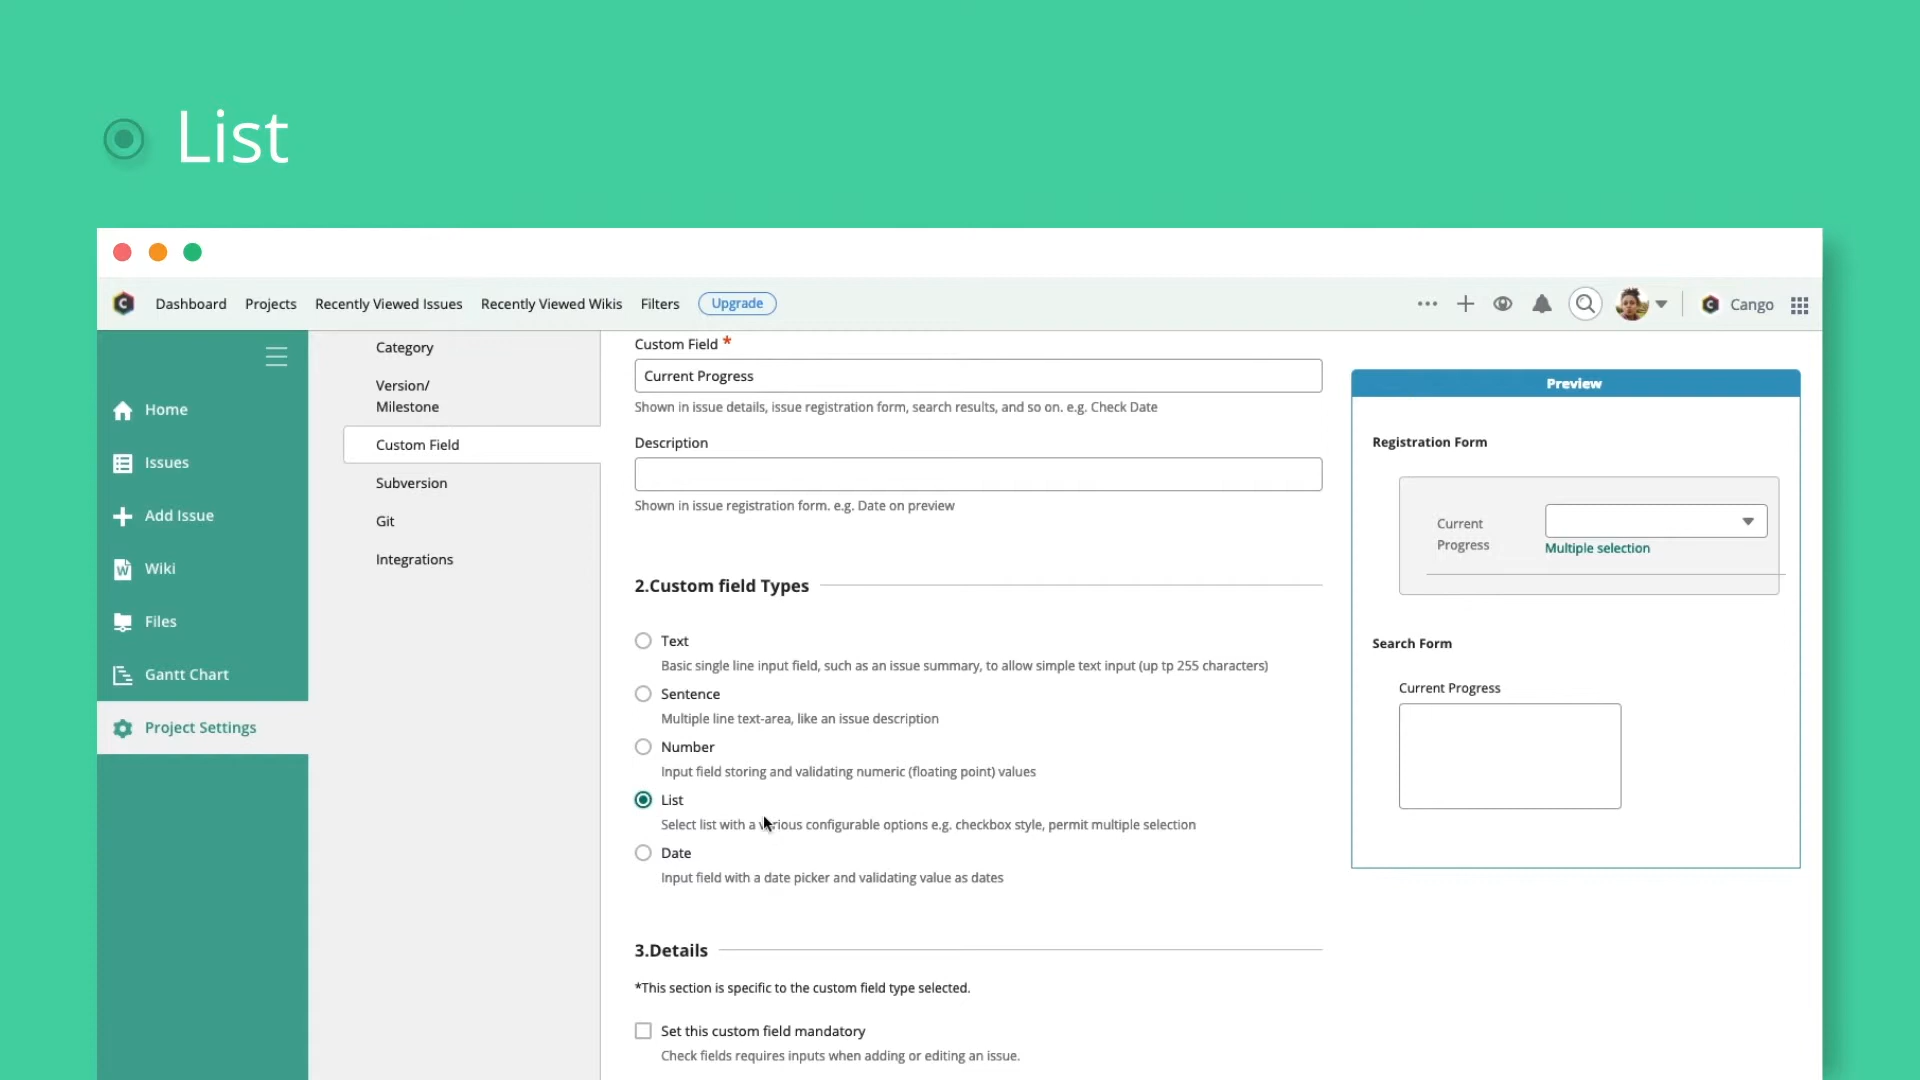 List
Dashboard
Projects
Recently Viewed Issues
Recently Viewed Wikis
Filters
Upgrade
Cango
Home
Issues
Add Issue
Wiki
Files
Gantt Chart
Project Settings
Category
Version/
Milestone
Custom Field
Subversion
Git
Integrations
Custom Field *
Current Progress
Shown in issue details, issue registration form, search results, and so on. e.g. Check Date
Description
Shown in issue registration form. e.g. Date on preview
2.Custom field Types
Text
Basic single line input field, such as an issue summary, to allow simple text input (up tp 255 characters)
Sentence
Multiple line text-area, like an issue description
Number
Input field storing and validating numeric (floating point) values
List
Select list with a various configurable options e.g. checkbox style, permit multiple selection
Date
Input field with a date picker and validating value as dates
3.Details
*This section is specific to the custom field type selected.
Set this custom field mandatory
Check fields requires inputs when adding or editing an issue.
Preview
Registration Form
Current
Progress
Multiple selection
Search Form
Current Progress